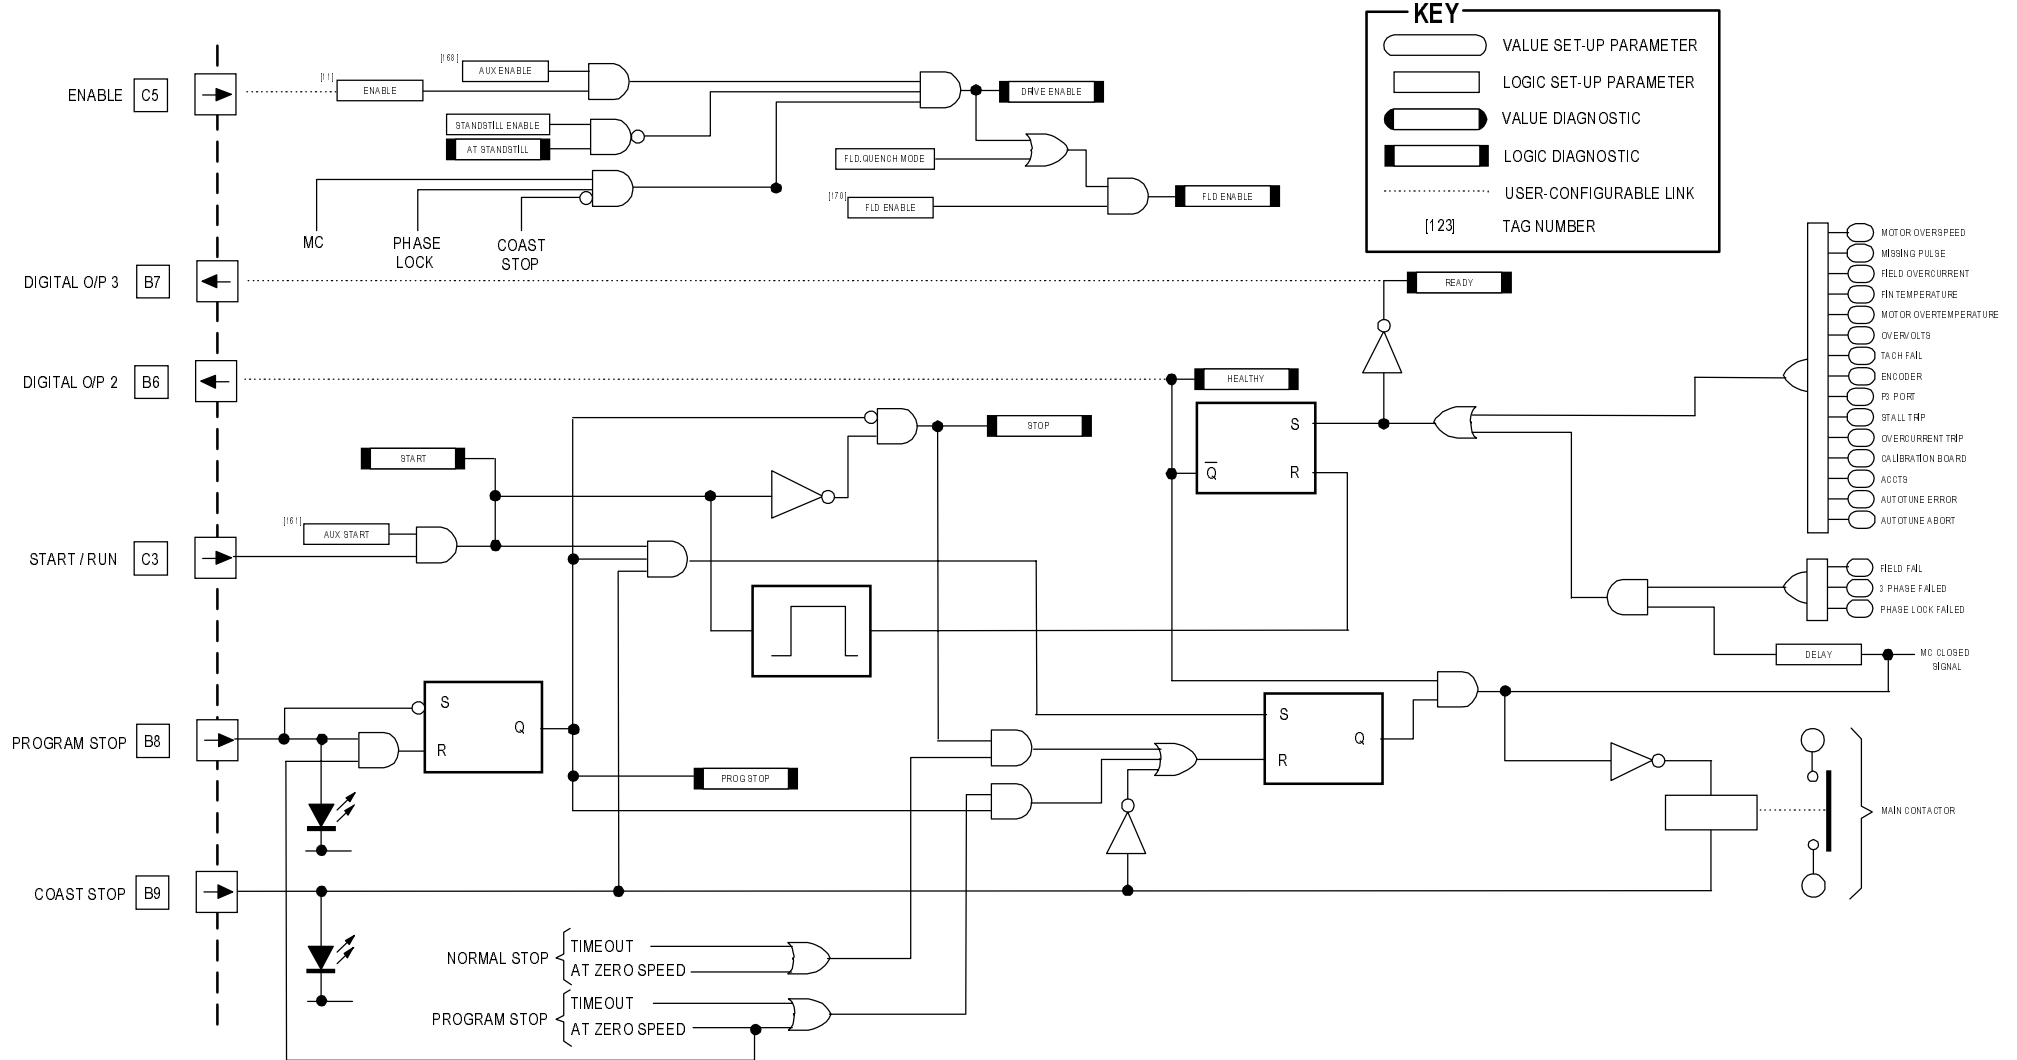 KEY
VALUE SET-UP PARAMETER
LOGIC SET-UP PARAMETER
VALUE DIAGNOSTIC
LOGIC DIAGNOSTIC
USER-CONFIGURABLE LINK
[123] TAG NUMBER
ENABLE C5
[11]
ENABLE
[168]
AUX ENABLE
STANDSTILL ENABLE
AT STANDSTILL
MC
PHASE
LOCK
COAST
STOP
DRIVE ENABLE
FLD.QUENCH MODE
[170]
FLD ENABLE
FLD ENABLE
DIGITAL O/P 3 B7
READY
DIGITAL O/P 2 B6
HEALTHY
S
Q
R
STOP
START
[161]
AUX START
START / RUN C3
MOTOR OVERSPEED
MISSING PULSE
FIELD OVERCURRENT
FIN TEMPERATURE
MOTOR OVERTEMPERATURE
OVERVOLTS
TACH FAIL
ENCODER
P3 PORT
STALL TRIP
OVERCURRENT TRIP
CALIBRATION BOARD
ACCTS
AUTOTUNE ERROR
AUTOTUNE ABORT
FIELD FAIL
3 PHASE FAILED
PHASE LOCK FAILED
DELAY
MC CLOSED
SIGNAL
PROGRAM STOP B8
S
Q
R
PROG STOP
S
Q
R
MAIN CONTACTOR
COAST STOP B9
NORMAL STOP
TIMEOUT
AT ZERO SPEED
PROGRAM STOP
TIMEOUT
AT ZERO SPEED